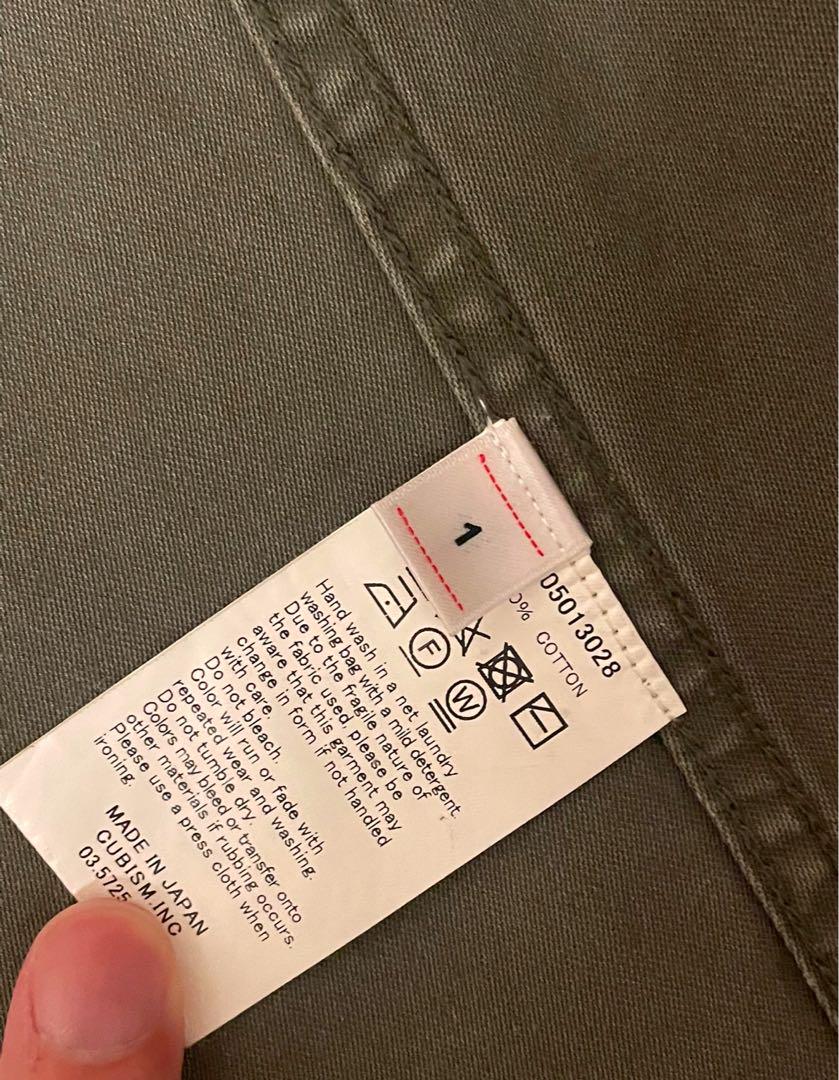 1
05013028
COTTON
Hand wash in a net laundry
washing bag with a mild detergent.
Due to the fragile nature of
the fabric used, please be
aware that this garment may
change in form if not handled
with care.
Do not bleach.
Color will run or fade with
repeated wear and washing.
Do not tumble dry.
Colors may bleed or transfer onto
other materials if rubbing occurs.
Please use a press cloth when
ironing.
MADE IN JAPAN
CUBISM.INC
03.5725